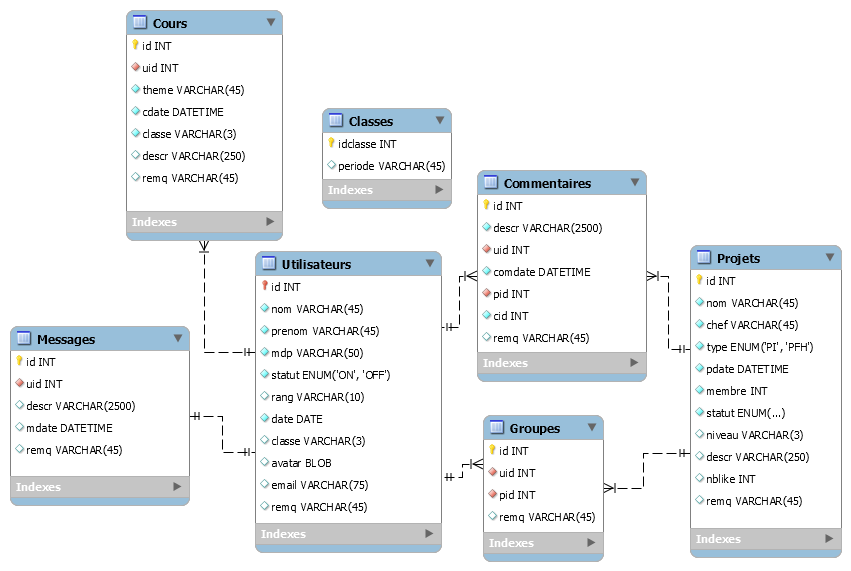 Cours
id INT
uid INT
theme VARCHAR(45)
cdate DATETIME
classe VARCHAR(3)
descr VARCHAR(250)
remq VARCHAR(45)
Indexes
Classes
idclasse INT
periode VARCHAR(45)
Indexes
Commentaires
id INT
descr VARCHAR(2500)
uid INT
comdate DATETIME
pid INT
cid INT
remq VARCHAR(45)
Indexes
Projets
id INT
nom VARCHAR(45)
chef VARCHAR(45)
type ENUM('PI', 'PFH')
pdate DATETIME
membre INT
statut ENUM(...)
niveau VARCHAR(3)
descr VARCHAR(250)
nblike INT
remq VARCHAR(45)
Indexes
Utilisateurs
id INT
nom VARCHAR(45)
prenom VARCHAR(45)
mdp VARCHAR(50)
statut ENUM('ON', 'OFF')
rang VARCHAR(10)
date DATE
classe VARCHAR(3)
avatar BLOB
email VARCHAR(75)
remq VARCHAR(45)
Indexes
Messages
id INT
uid INT
descr VARCHAR(2500)
mdate DATETIME
remq VARCHAR(45)
Indexes
Groupes
id INT
uid INT
pid INT
remq VARCHAR(45)
Indexes